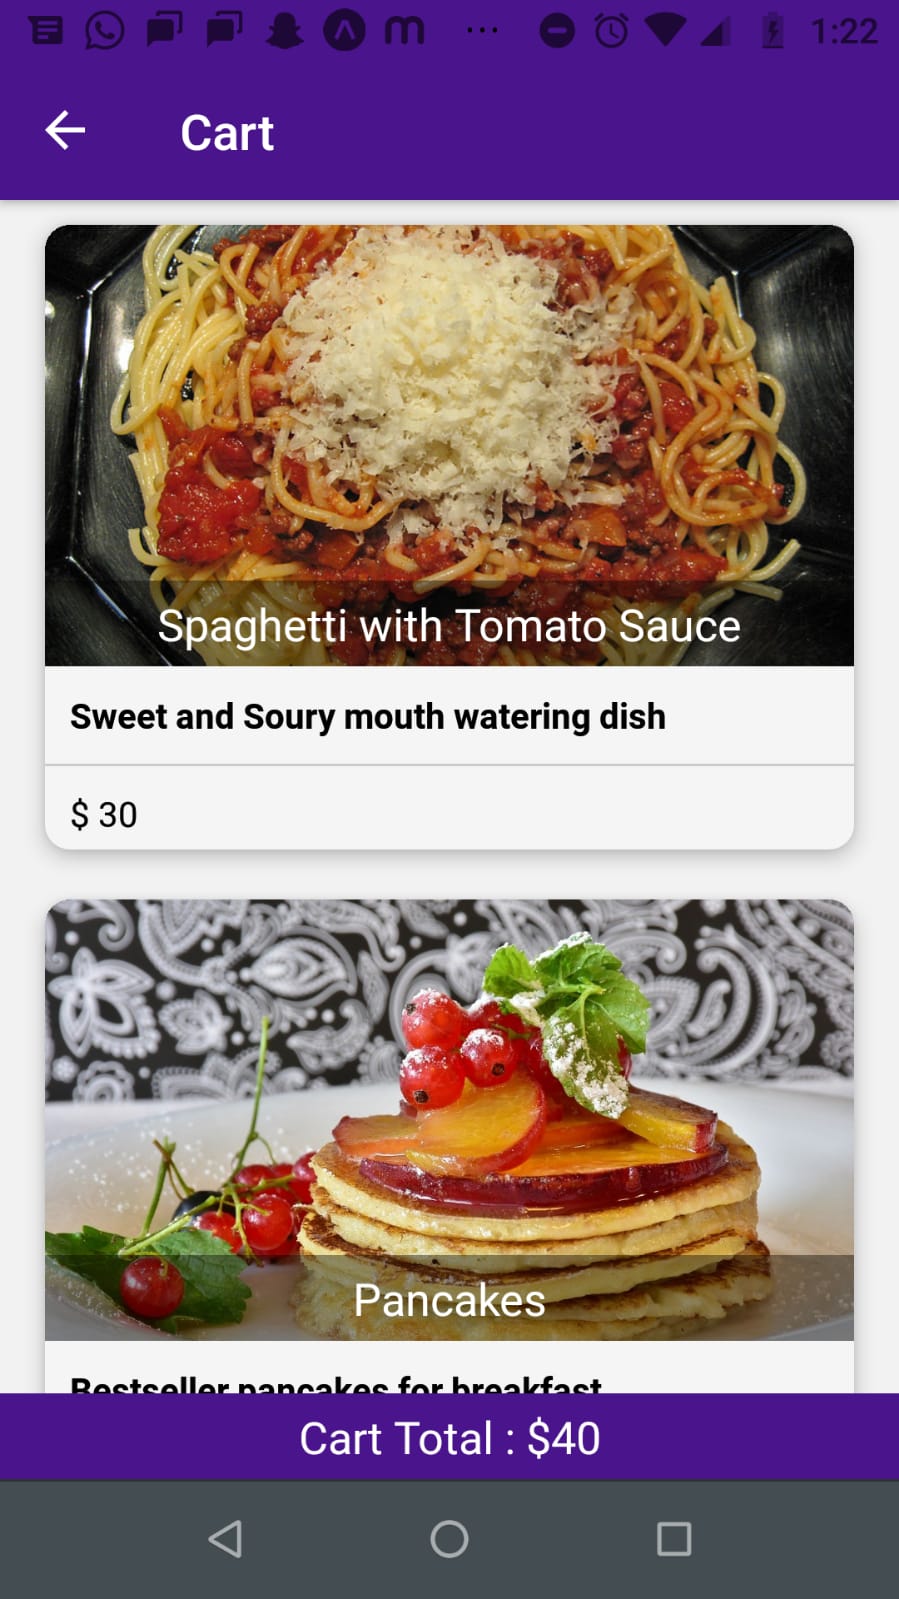 1:22
Cart
Spaghetti with Tomato Sauce
Sweet and Soury mouth watering dish
$ 30
Pancakes
Bestseller pancakes for breakfast
Cart Total : $40